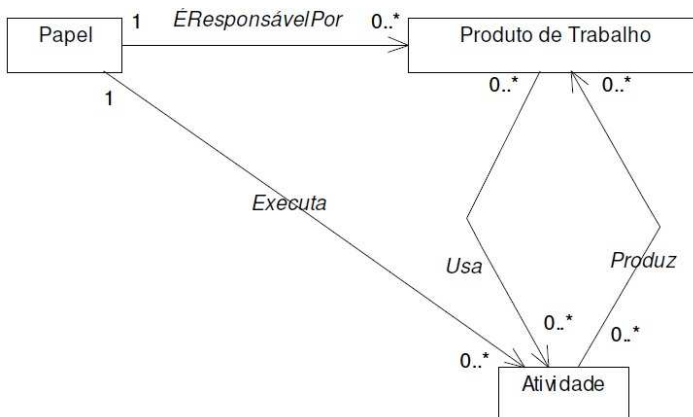 Papel
1
ÉResponsávelPor
0..*
Produto de Trabalho
1
0..*
0..*
Executa
Usa
Produz
0..*
0..*
0..*
Atividade